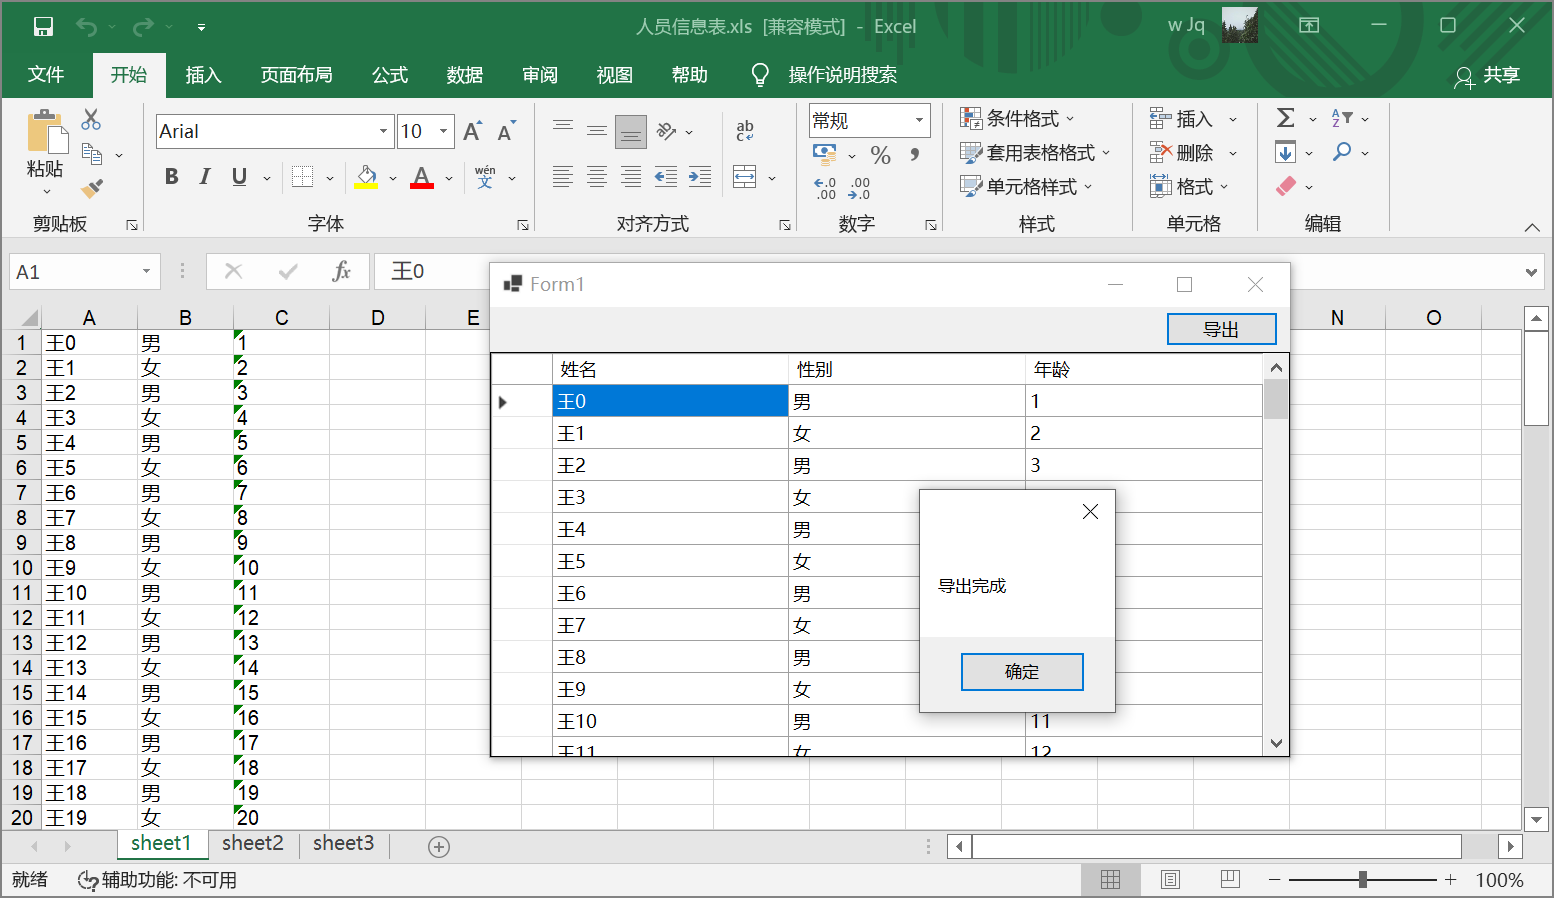 人员信息表.xls [兼容模式] - Excel
w Jq
文件 开始 插入 页面布局 公式 数据 审阅 视图 帮助 操作说明搜索 共享
Arial 10 ab 常规 条件格式 插入 Σ
粘贴 % , 套用表格格式 删除
B I U A wén 文 单元格样式 格式
剪贴板 字体 对齐方式 数字 样式 单元格 编辑
A1 fx 王0
A B C D E N O
1 王0 男 1
2 王1 女 2
3 王2 男 3
4 王3 女 4
5 王4 男 5
6 王5 女 6
7 王6 男 7
8 王7 女 8
9 王8 男 9
10 王9 女 10
11 王10 男 11
12 王11 女 12
13 王12 男 13
14 王13 女 14
15 王14 男 15
16 王15 女 16
17 王16 男 17
18 王17 女 18
19 王18 男 19
20 王19 女 20
Form1
导出
姓名 性别 年龄
王0 男 1
王1 女 2
王2 男 3
王3 女
王4 男
王5 女
王6 男
王7 女
王8 男
王9 女
王10 男 11
王11 女 12
导出完成
确定
sheet1 sheet2 sheet3
就绪 辅助功能: 不可用 100%